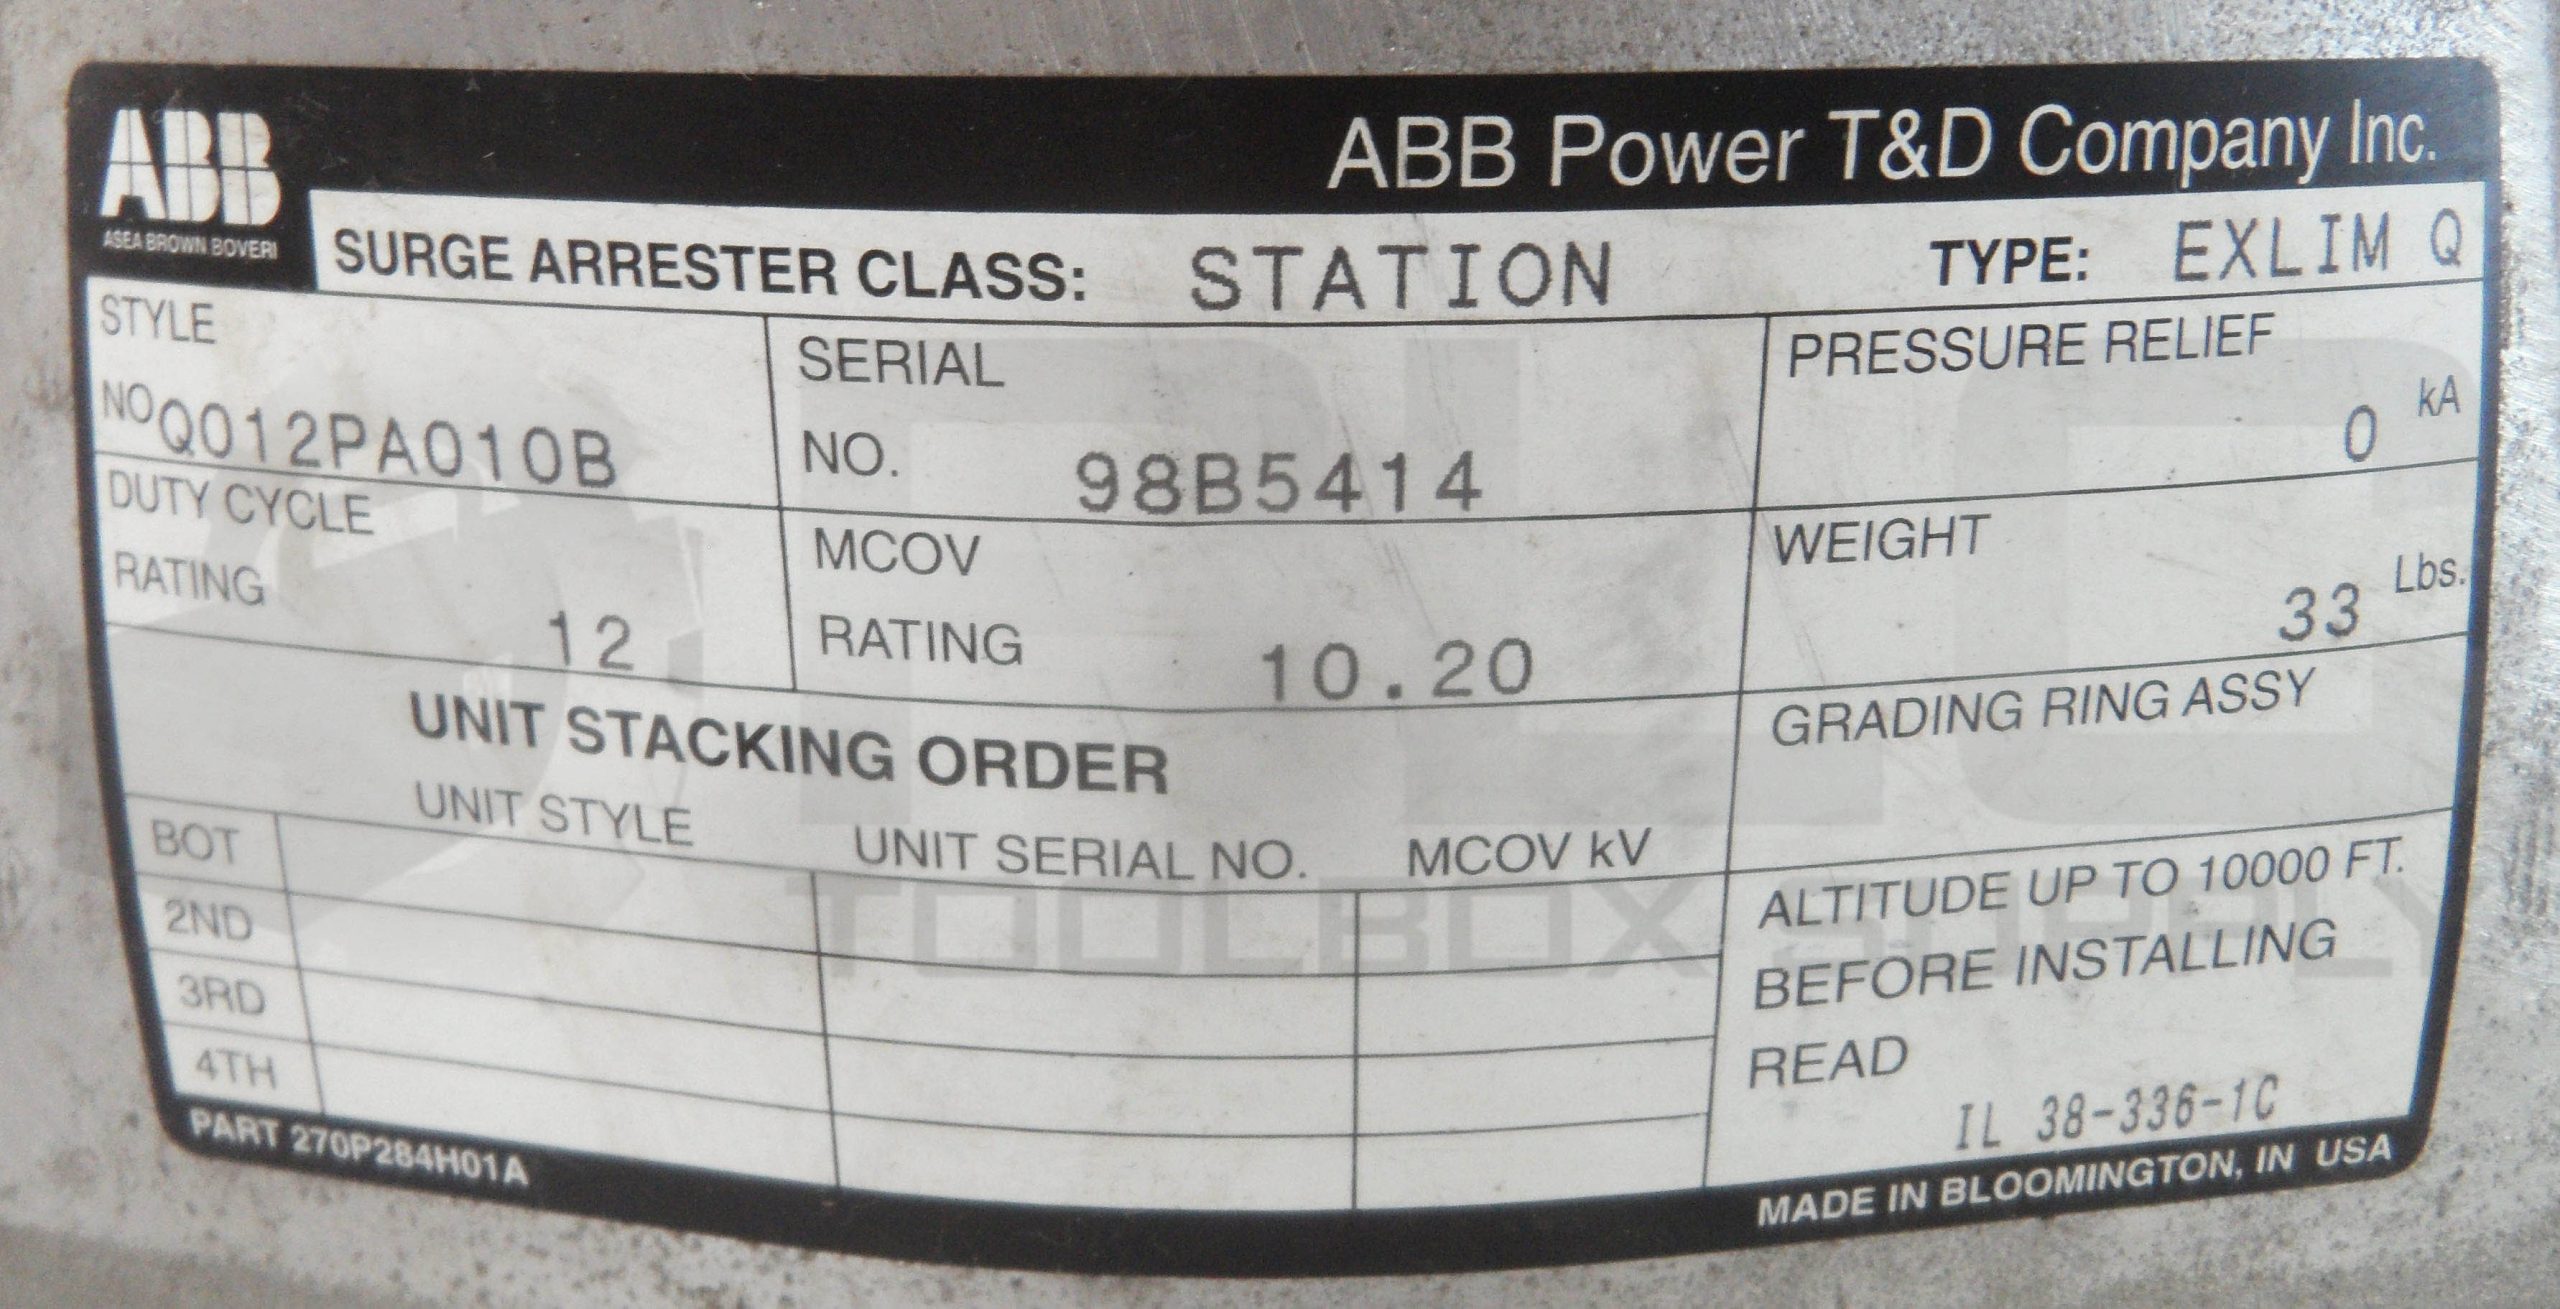 ABB
ASEA BROWN BOVERI
ABB Power T&D Company Inc.
SURGE ARRESTER CLASS: STATION TYPE: EXLIM Q
STYLE
NO Q012PA010B
SERIAL
NO. 98B5414
PRESSURE RELIEF
0 kA
DUTY CYCLE
RATING
12
MCOV
RATING 10.20
WEIGHT
33 Lbs.
UNIT STACKING ORDER
GRADING RING ASSY
UNIT STYLE UNIT SERIAL NO. MCOV kV
BOT
2ND
3RD
4TH
ALTITUDE UP TO 10000 FT.
BEFORE INSTALLING
READ
IL 38-336-1C
PART 270P284H01A
MADE IN BLOOMINGTON, IN USA
PLC
TOOLBOX SUPPLY